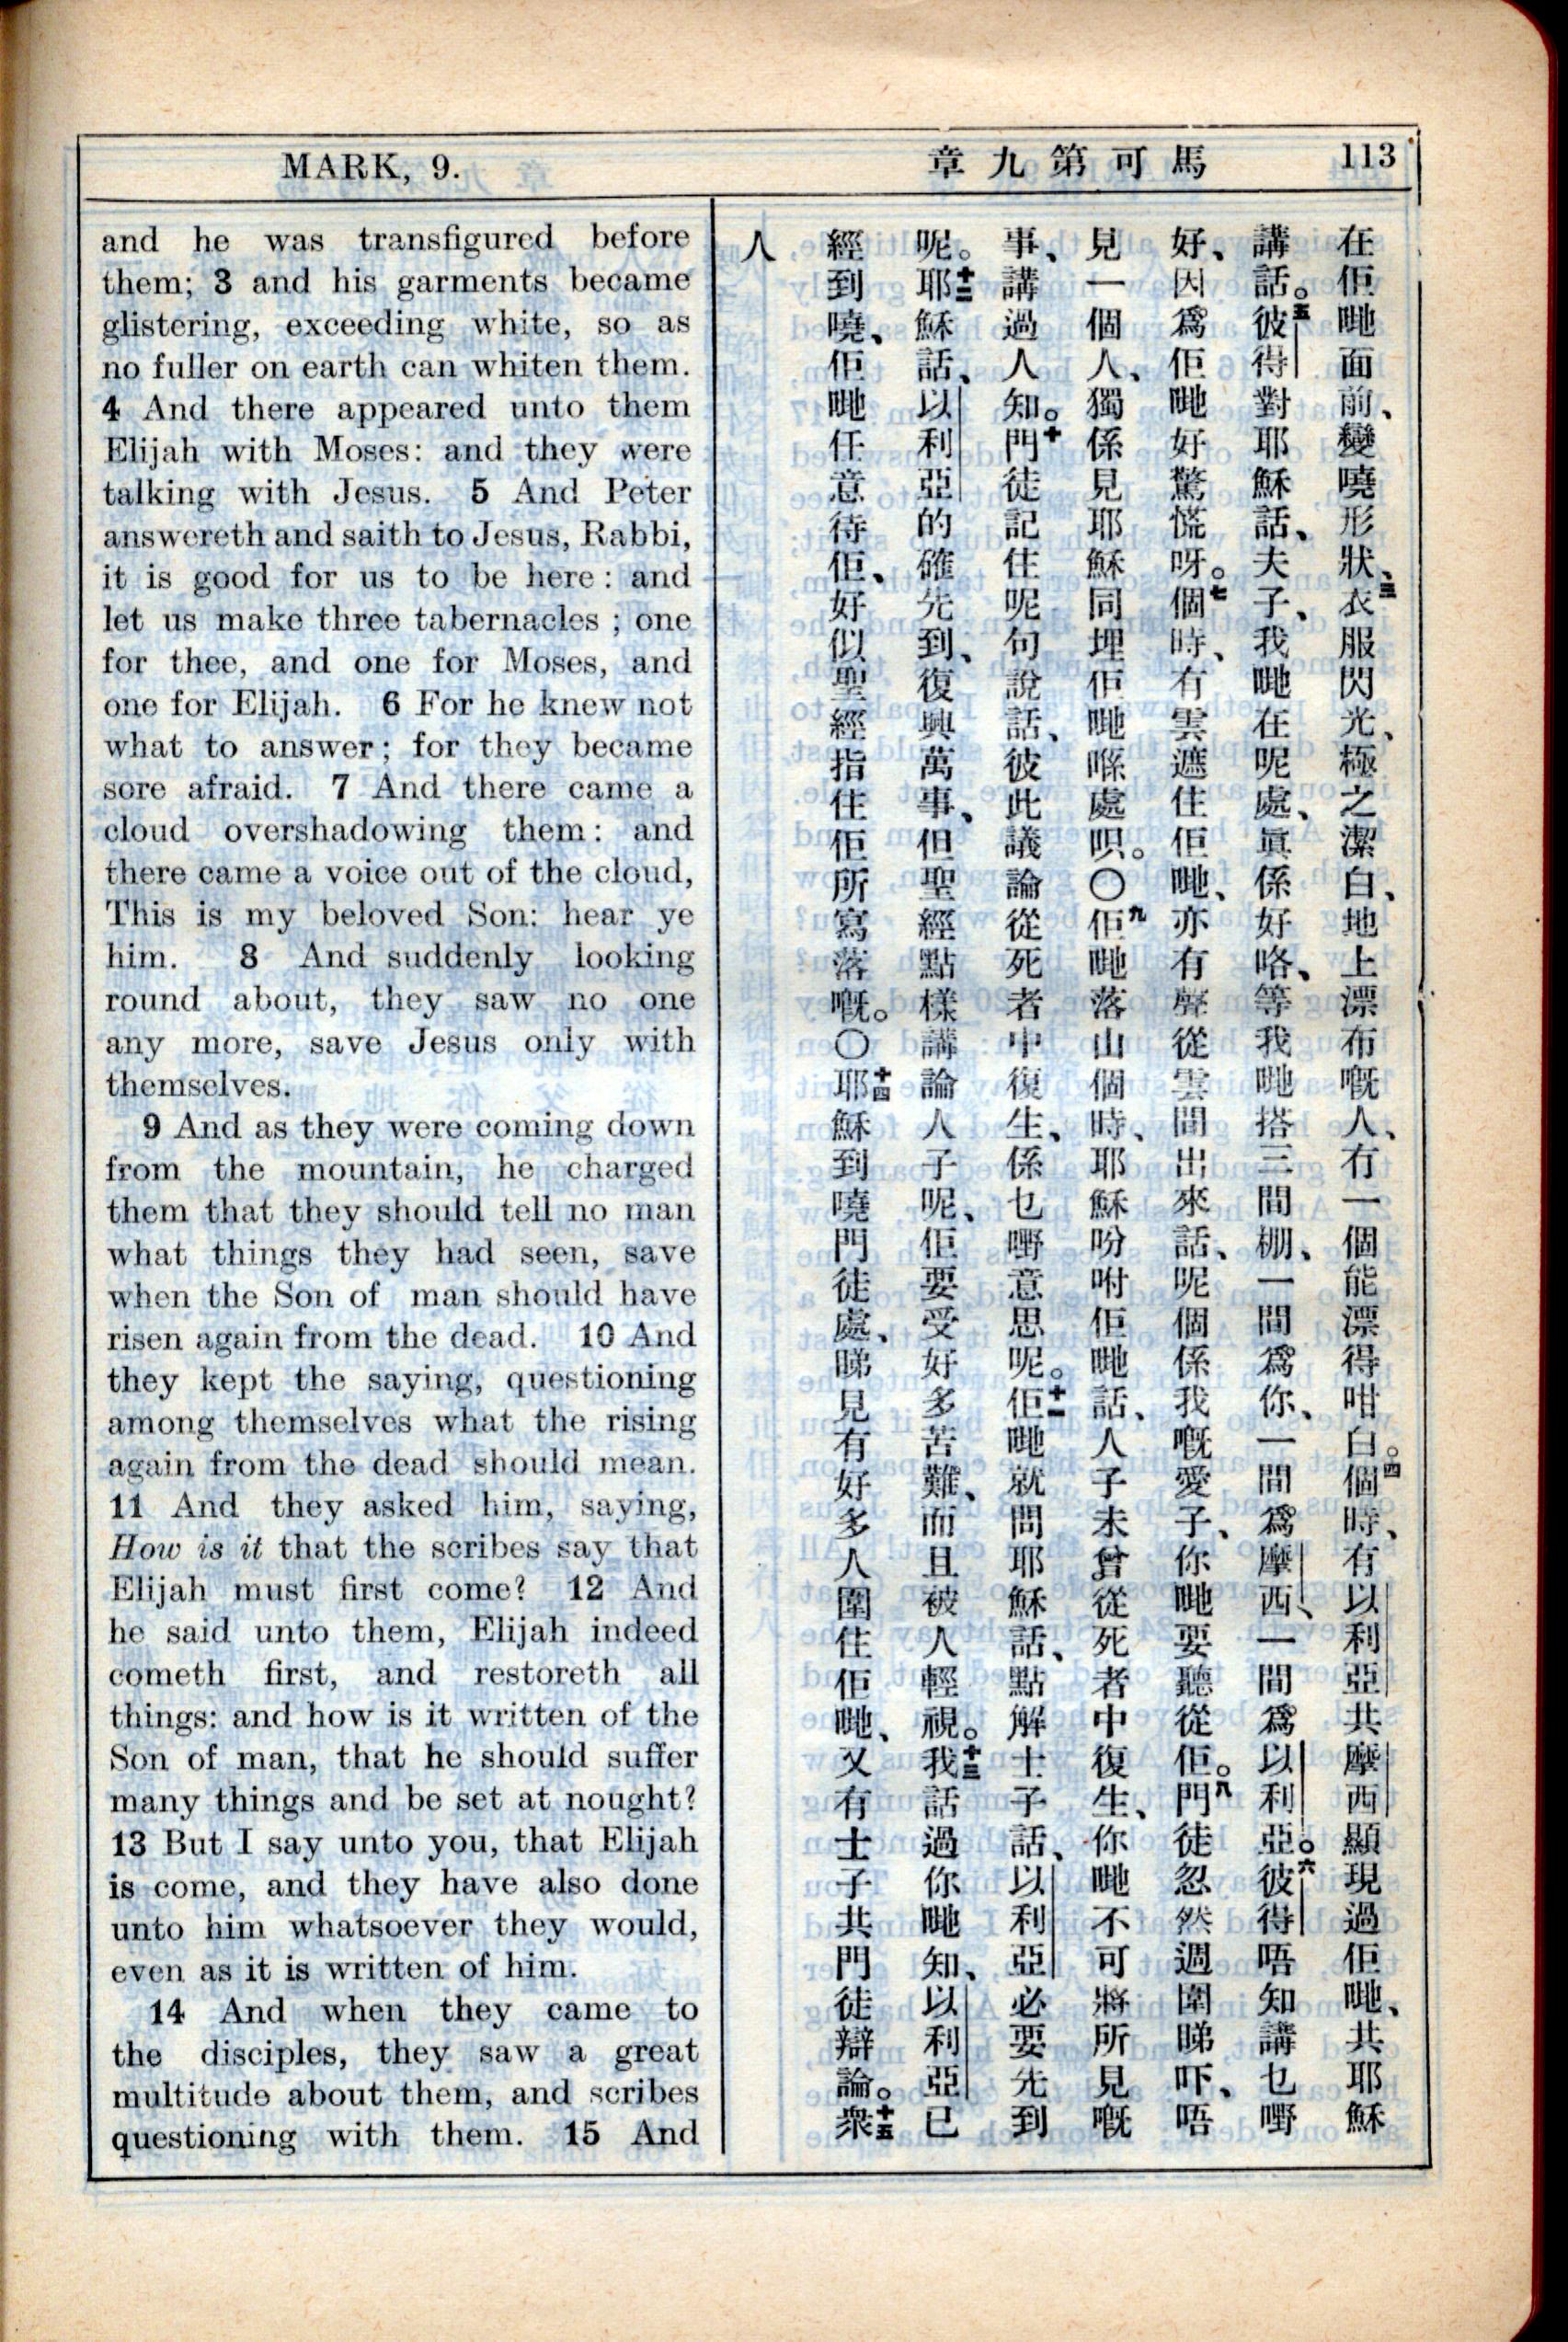 MARK, 9.
章九第可馬
113
and he was transfigured before
them; 3 and his garments became
glistering, exceeding white, so as
no fuller on earth can whiten them.
4 And there appeared unto them
Elijah with Moses: and they were
talking with Jesus. 5 And Peter
answereth and saith to Jesus, Rabbi,
it is good for us to be here: and
let us make three tabernacles; one
for thee, and one for Moses, and
one for Elijah. 6 For he knew not
what to answer; for they became
sore afraid. 7 And there came a
cloud overshadowing them: and
there came a voice out of the cloud,
This is my beloved Son: hear ye
him. 8 And suddenly looking
round about, they saw no one
any more, save Jesus only with
themselves.
9 And as they were coming down
from the mountain, he charged
them that they should tell no man
what things they had seen, save
when the Son of man should have
risen again from the dead. 10 And
they kept the saying, questioning
among themselves what the rising
again from the dead should mean.
11 And they asked him, saying,
How is it that the scribes say that
Elijah must first come? 12 And
he said unto them, Elijah indeed
cometh first, and restoreth all
things: and how is it written of the
Son of man, that he should suffer
many things and be set at nought?
13 But I say unto you, that Elijah
is come, and they have also done
unto him whatsoever they would,
even as it is written of him.
14 And when they came to
the disciples, they saw a great
multitude about them, and scribes
questioning with them. 15 And
在佢哋面前、變嘵形狀、三衣服閃光、極之潔白、地上漂布嘅人、冇一個能漂得咁白。四個時、有以利亞共摩西顯現過佢哋、共耶穌
講話。五彼得對耶穌話、夫子、我哋在呢處、眞係好咯、等我哋搭三間棚、一間爲你、一間爲摩西、一間爲以利亞。六彼得唔知講乜嘢
好、因爲佢哋好驚慌呀。七個時、有雲遮住佢哋、亦有聲從雲間出來話、呢個係我嘅愛子、你哋要聽從佢。八門徒忽然週圍睇吓、唔
見一個人、獨係見耶穌同埋佢哋喺處呮。〇九佢哋落山個時、耶穌吩咐佢哋話、人子未曾從死者中復生、你哋不可將所見嘅
事、講過人知。十門徒記住呢句說話、彼此議論從死者中復生、係乜嘢意思呢。十一佢哋就問耶穌話、點解士子話、以利亞必要先到
呢。十二耶穌話、以利亞的確先到、復興萬事、但聖經點樣講論人子呢、佢要受好多苦難、而且被人輕視。十三我話過你哋知、以利亞已
經到嘵、佢哋任意待佢、好似聖經指住佢所寫落嘅。〇十四耶穌到嘵門徒處、睇見有好多人圍住佢哋、又有士子共門徒辯論。十五衆
人